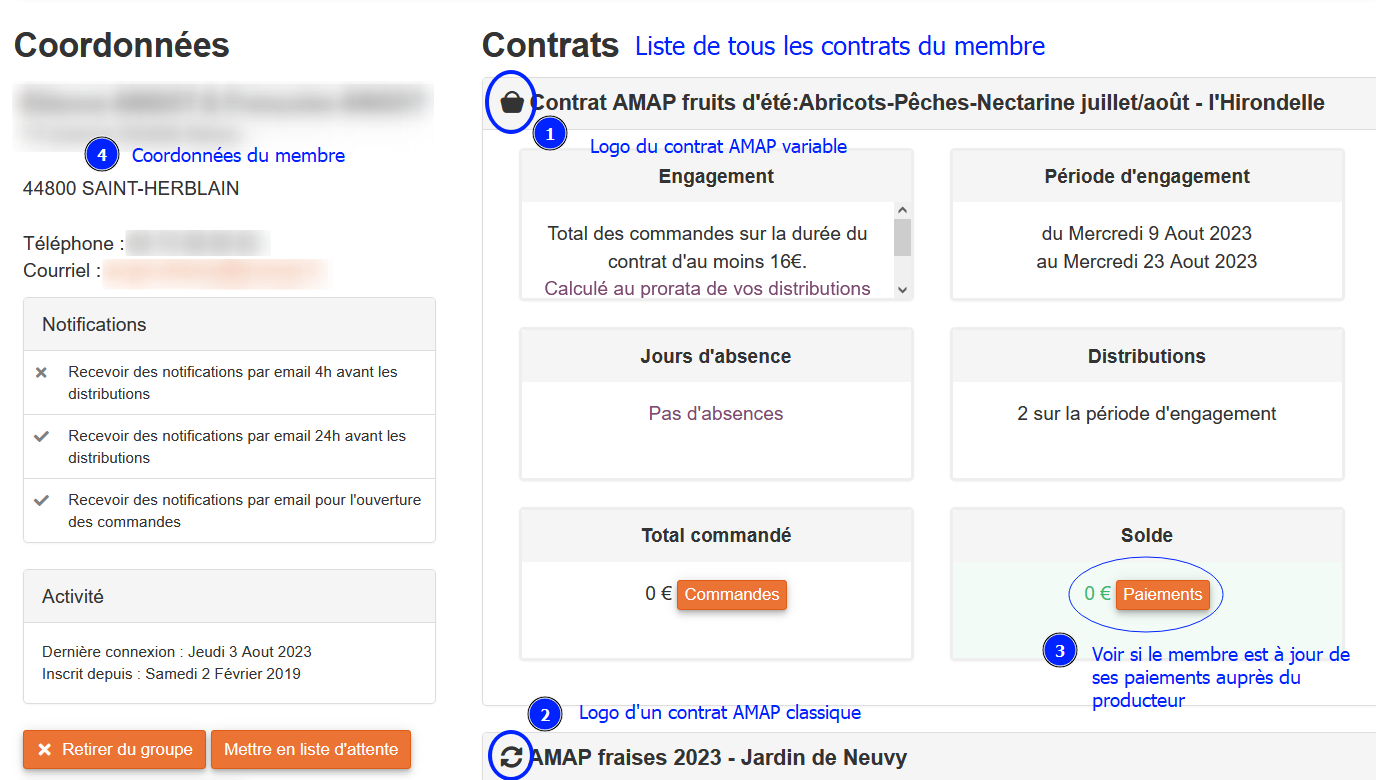 Coordonnées
4 Coordonnées du membre
44800 SAINT-HERBLAIN
Téléphone :
Courriel :
Notifications
Recevoir des notifications par email 4h avant les
distributions
Recevoir des notifications par email 24h avant les
distributions
Recevoir des notifications par email pour l'ouverture
des commandes
Activité
Dernière connexion : Jeudi 3 Aout 2023
Inscrit depuis : Samedi 2 Février 2019
Retirer du groupe
Mettre en liste d'attente
Contrats Liste de tous les contrats du membre
Contrat AMAP fruits d'été:Abricots-Pêches-Nectarine juillet/août - l'Hirondelle
1 Logo du contrat AMAP variable
Engagement
Total des commandes sur la durée du
contrat d'au moins 16€.
Calculé au prorata de vos distributions
Période d'engagement
du Mercredi 9 Aout 2023
au Mercredi 23 Aout 2023
Jours d'absence
Pas d'absences
Distributions
2 sur la période d'engagement
Total commandé
0 € Commandes
Solde
0 € Paiements
3 Voir si le membre est à jour de
ses paiements auprès du
producteur
2 Logo d'un contrat AMAP classique
AMAP fraises 2023 - Jardin de Neuvy